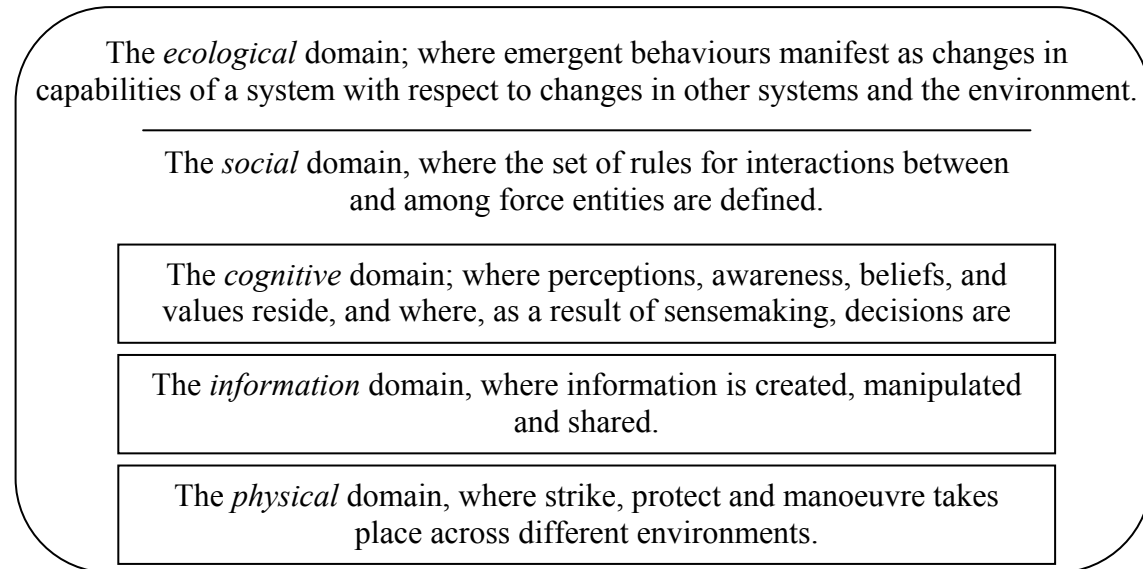 The ecological domain; where emergent behaviours manifest as changes in
capabilities of a system with respect to changes in other systems and the environment.
The social domain, where the set of rules for interactions between
and among force entities are defined.
The cognitive domain; where perceptions, awareness, beliefs, and
values reside, and where, as a result of sensemaking, decisions are
The information domain, where information is created, manipulated
and shared.
The physical domain, where strike, protect and manoeuvre takes
place across different environments.